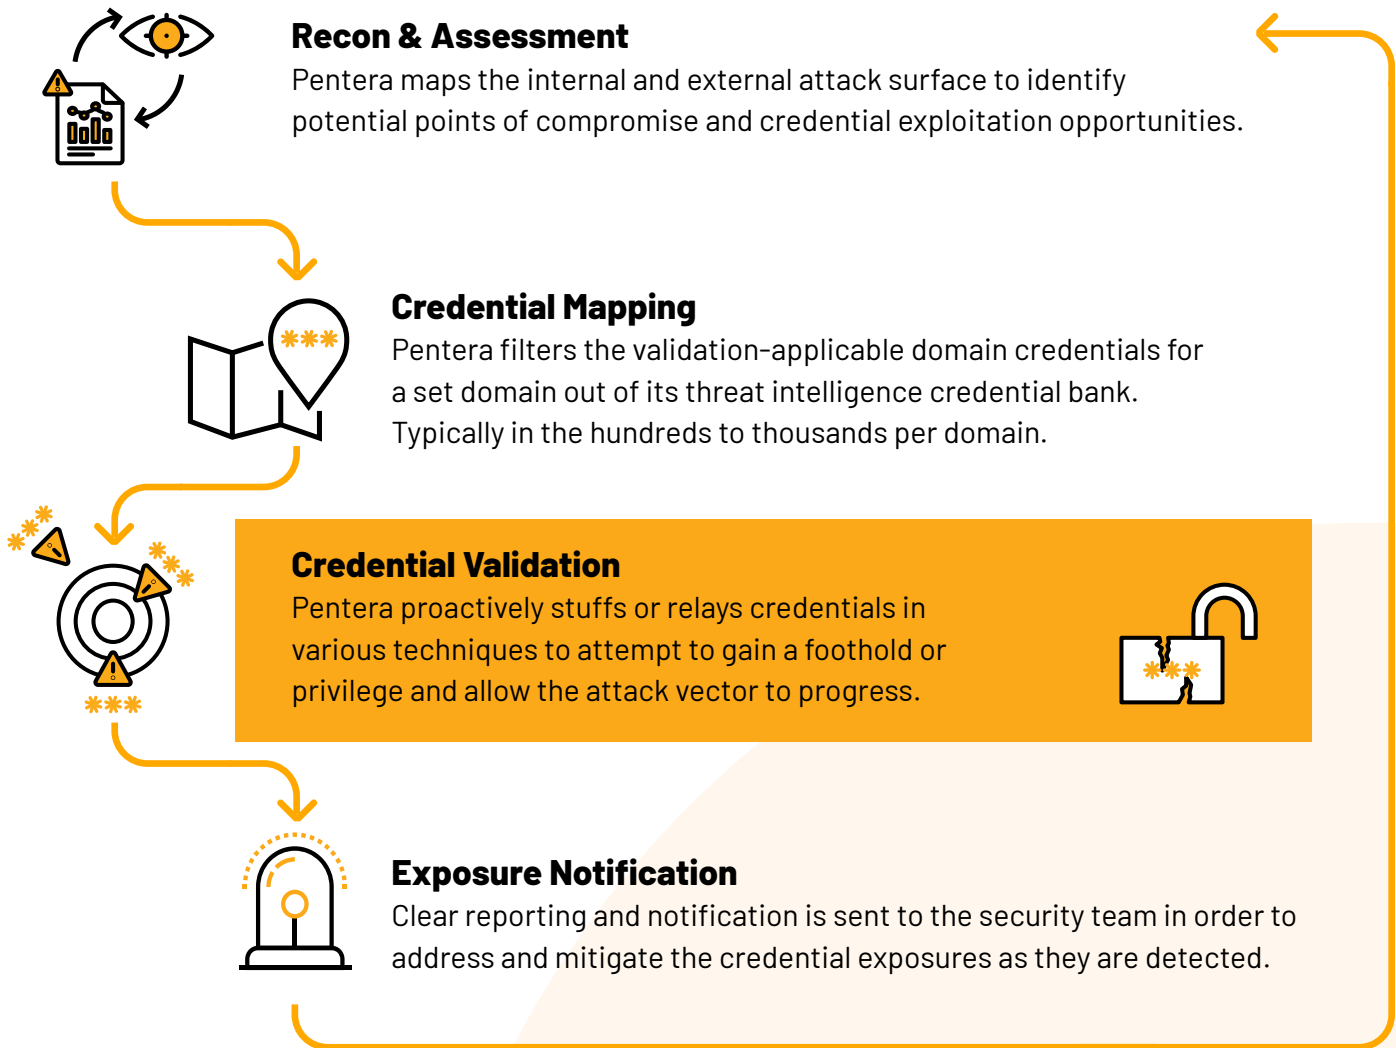 Recon & Assessment
Pentera maps the internal and external attack surface to identify
potential points of compromise and credential exploitation opportunities.
Credential Mapping
Pentera filters the validation-applicable domain credentials for
a set domain out of its threat intelligence credential bank.
Typically in the hundreds to thousands per domain.
Credential Validation
Pentera proactively stuffs or relays credentials in
various techniques to attempt to gain a foothold or
privilege and allow the attack vector to progress.
Exposure Notification
Clear reporting and notification is sent to the security team in order to
address and mitigate the credential exposures as they are detected.